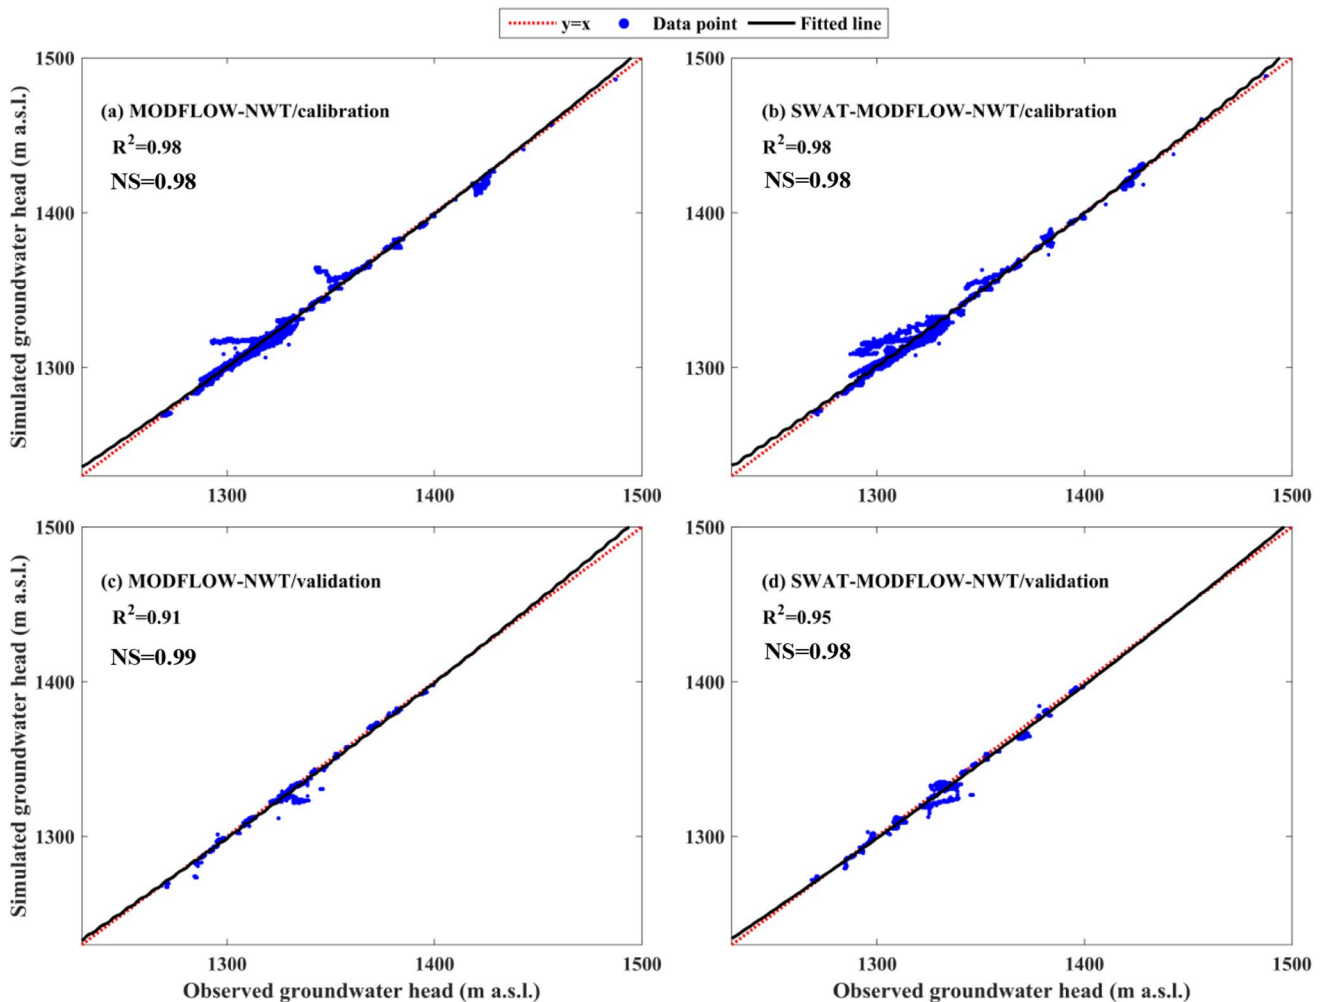 y=x Data point Fitted line
1500
1400
1300
Simulated groundwater head (m a.s.l.)
(a) MODFLOW-NWT/calibration
R²=0.98
NS=0.98
1300 1400 1500
1500
1400
1300
(b) SWAT-MODFLOW-NWT/calibration
R²=0.98
NS=0.98
1300 1400 1500
1500
1400
1300
Simulated groundwater head (m a.s.l.)
(c) MODFLOW-NWT/validation
R²=0.91
NS=0.99
1300 1400 1500
Observed groundwater head (m a.s.l.)
1500
1400
1300
(d) SWAT-MODFLOW-NWT/validation
R²=0.95
NS=0.98
1300 1400 1500
Observed groundwater head (m a.s.l.)